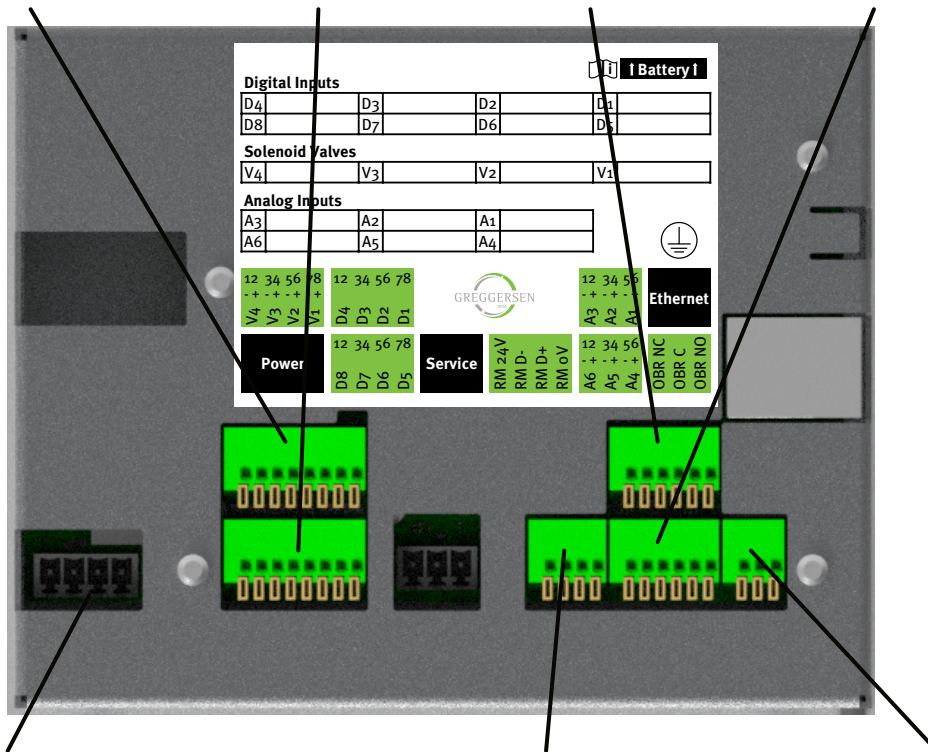 Battery
Digital Inputs
D4 D3 D2 D1
D8 D7 D6 D5
Solenoid Valves
V4 V3 V2 V1
Analog Inputs
A3 A2 A1
A6 A5 A4
12 34 56 78
- + - + - + - +
V4 V3 V2 V1
12 34 56 78
D4 D3 D2 D1
GREGGERSEN
12 34 56
- + - + - +
A3 A2 A1
Ethernet
Power
12 34 56 78
D8 D7 D6 D5
Service
RM 24V
RM D-
RM D+
RM 0V
12 34 56
- + - + - +
A6 A5 A4
OBR NC
OBR C
OBR NO